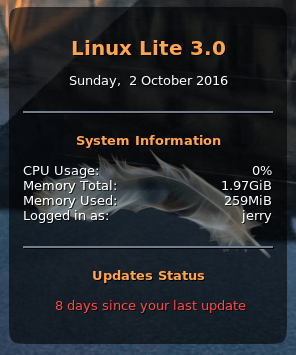 Linux Lite 3.0
Sunday,  2 October 2016
System Information
CPU Usage: 0%
Memory Total: 1.97GiB
Memory Used: 259MiB
Logged in as: jerry
Updates Status
8 days since your last update